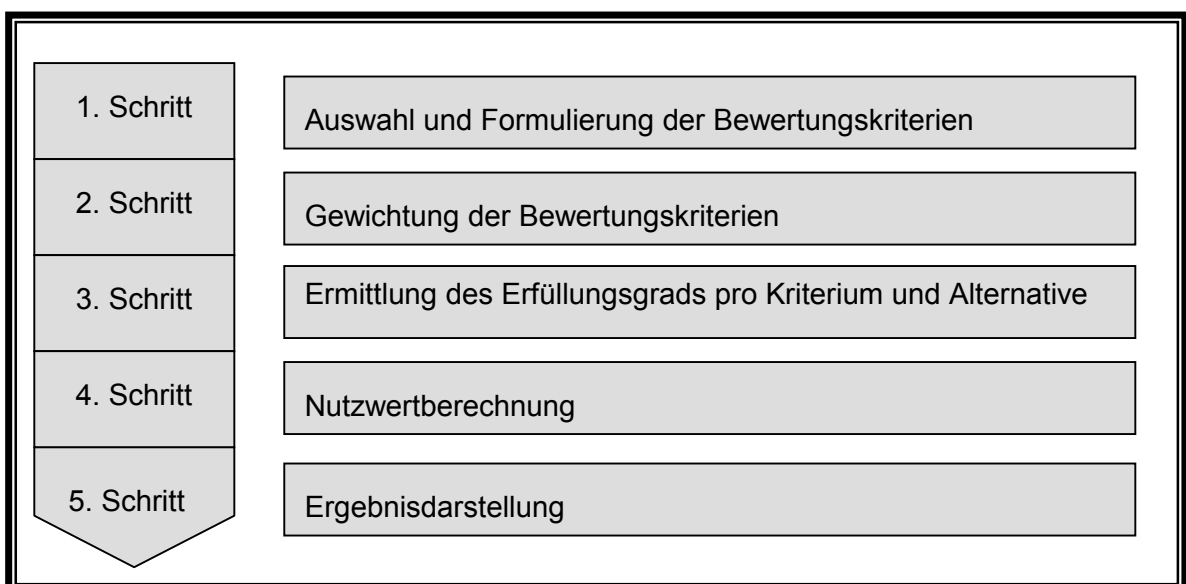 1. Schritt
Auswahl und Formulierung der Bewertungskriterien
2. Schritt
Gewichtung der Bewertungskriterien
3. Schritt
Ermittlung des Erfüllungsgrads pro Kriterium und Alternative
4. Schritt
Nutzwertberechnung
5. Schritt
Ergebnisdarstellung